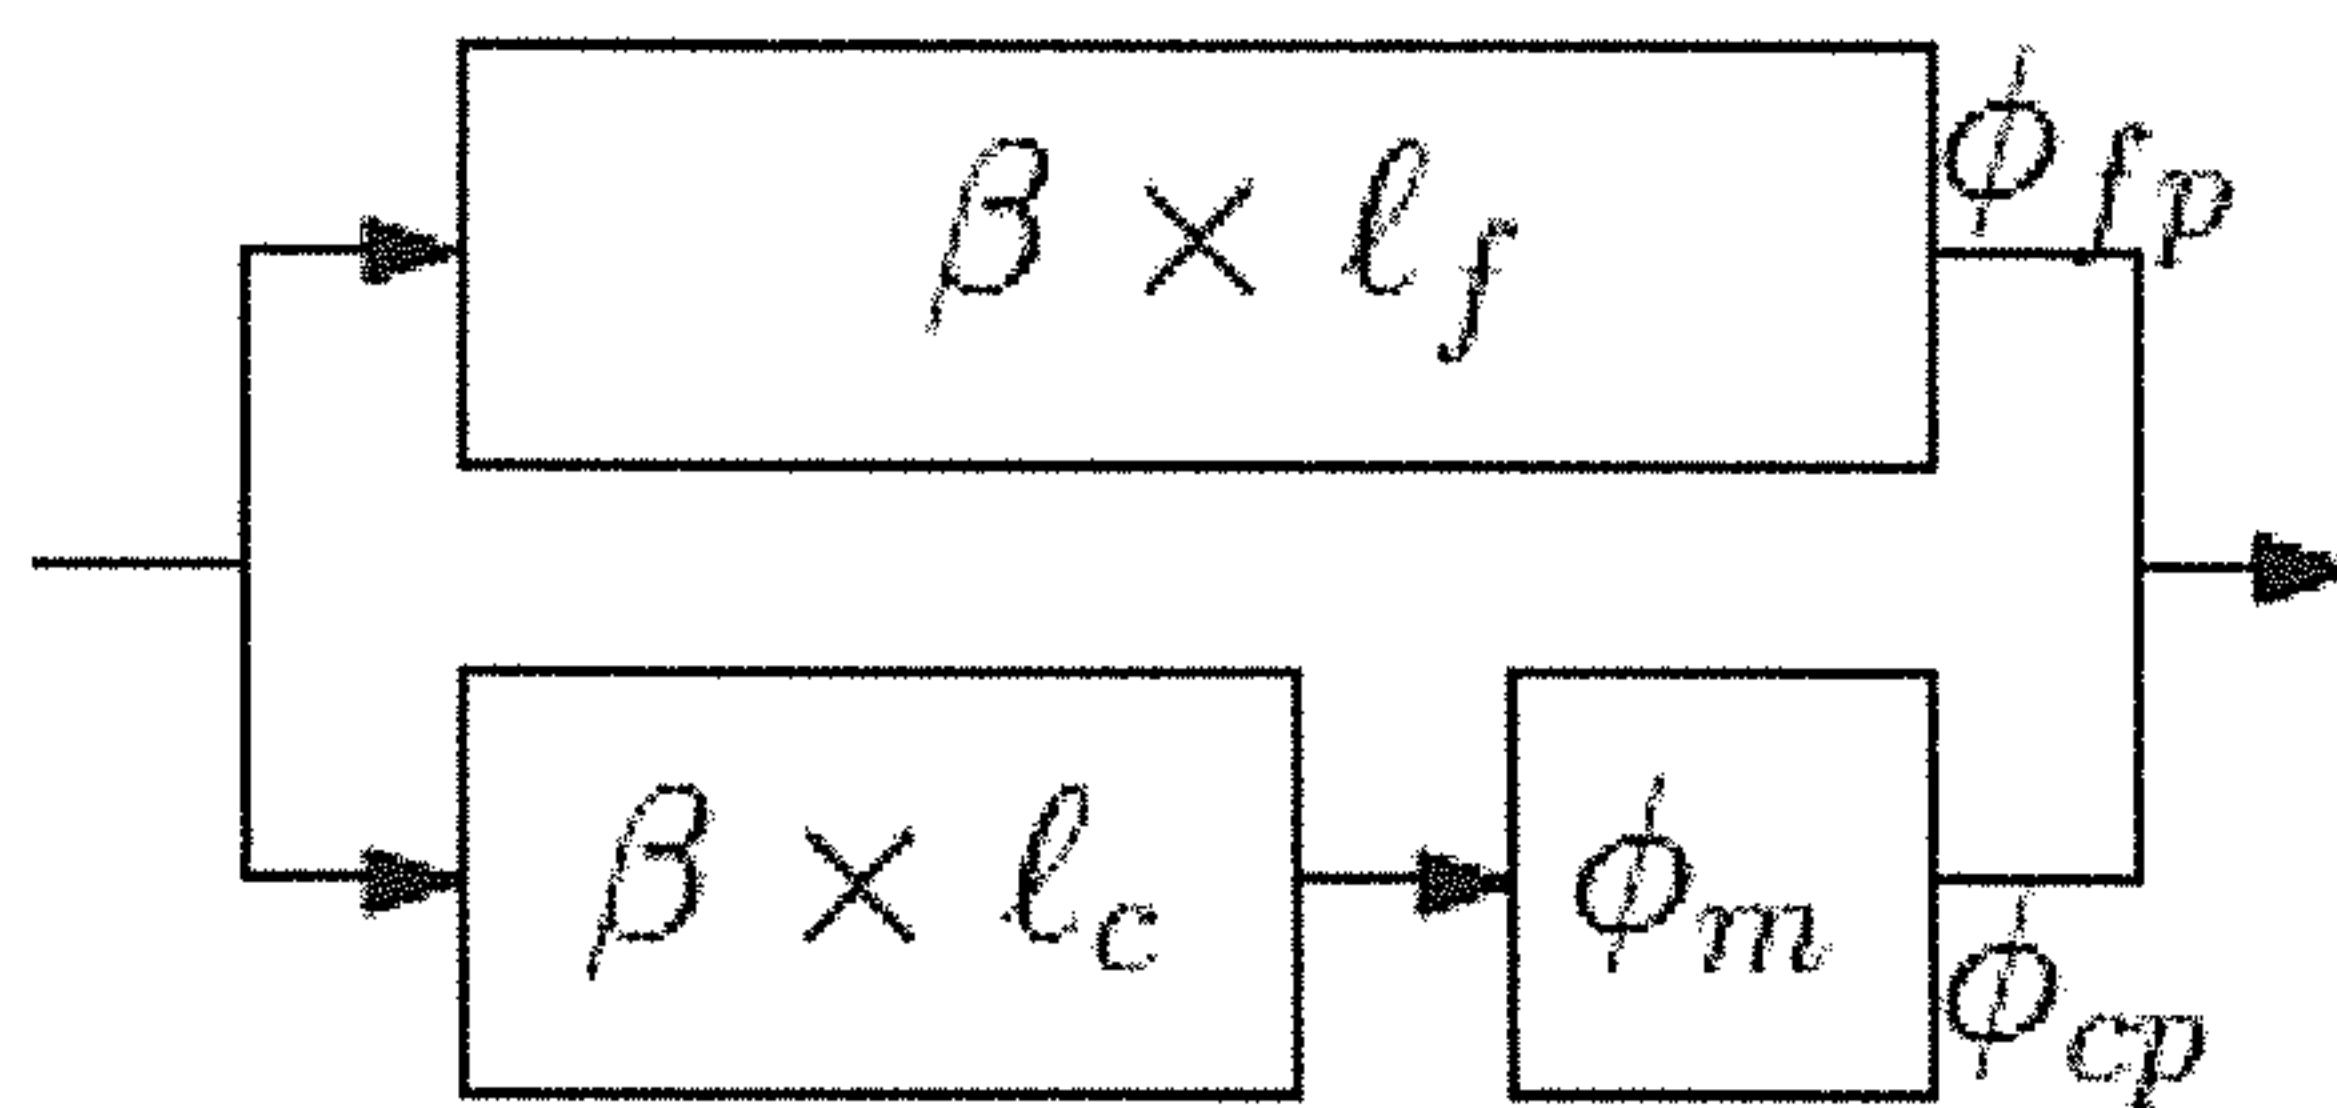 β × ℓ_f
ϕ_fp
β × ℓ_c
ϕ_m
ϕ_cp